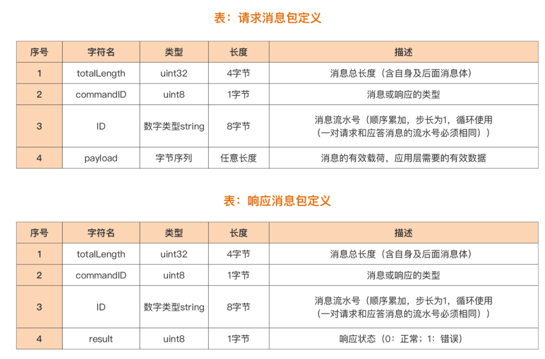 表：请求消息包定义
序号 字符名 类型 长度 描述
1 totalLength uint32 4字节 消息总长度（含自身及后面消息体）
2 commandID uint8 1字节 消息或响应的类型
3 ID 数字类型string 8字节 消息流水号（顺序累加，步长为1，循环使用
（一对请求和应答消息的流水号必须相同））
4 payload 字节序列 任意长度 消息的有效载荷，应用层需要的有效数据
表：响应消息包定义
序号 字符名 类型 长度 描述
1 totalLength uint32 4字节 消息总长度（含自身及后面消息体）
2 commandID uint8 1字节 消息或响应的类型
3 ID 数字类型string 8字节 消息流水号（顺序累加，步长为1，循环使用
（一对请求和应答消息的流水号必须相同））
4 result uint8 1字节 响应状态（0：正常；1：错误）